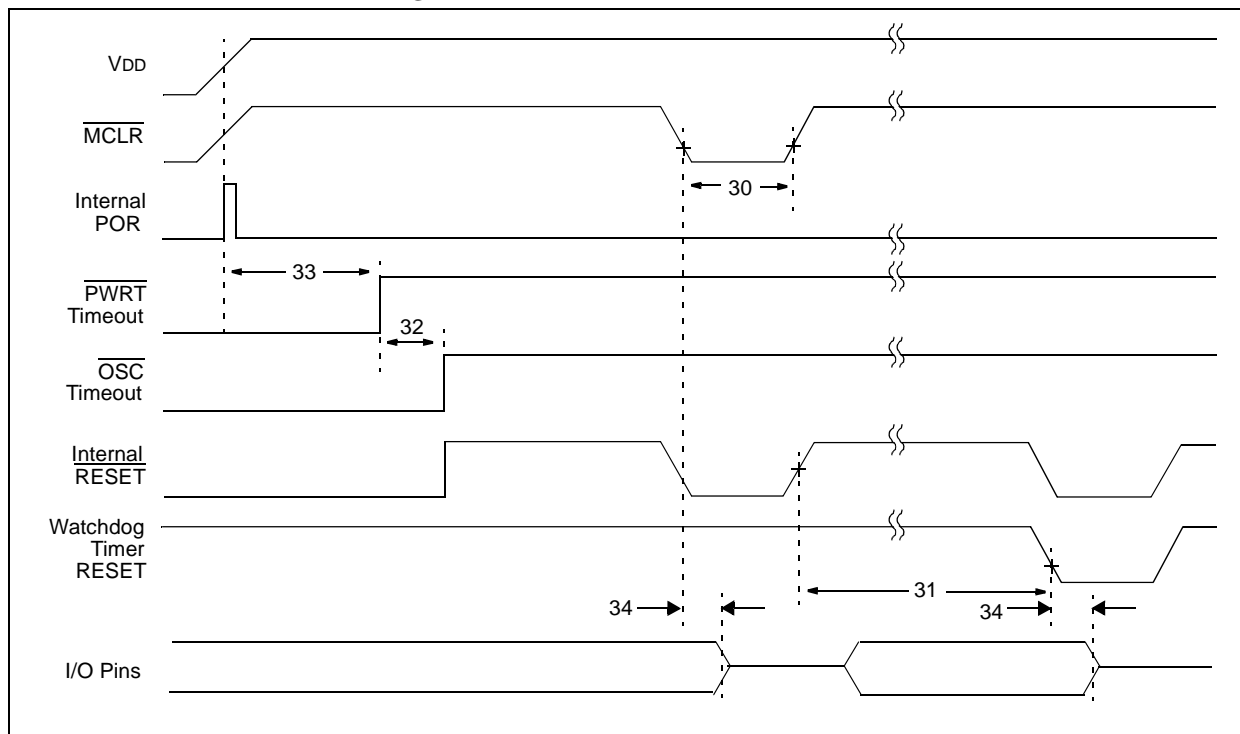 VDD
MCLR
30
Internal
POR
33
PWRT
Timeout
32
OSC
Timeout
Internal
RESET
Watchdog
Timer
RESET
31
34
34
I/O Pins